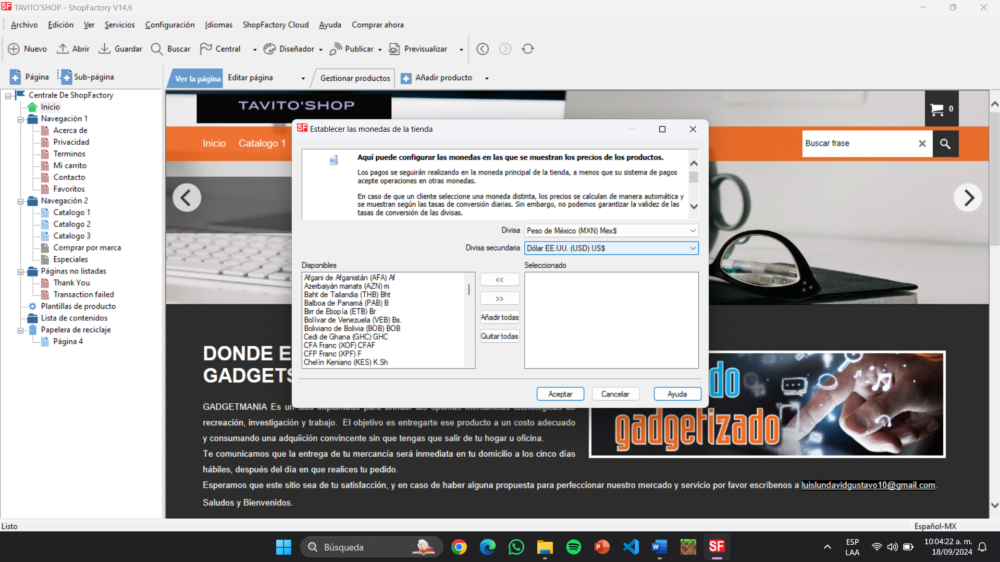 SF TAVITO'SHOP - ShopFactory V14.6
Archivo Edición Ver Servicios Configuración Idiomas ShopFactory Cloud Ayuda Comprar ahora
Nuevo Abrir Guardar Buscar Central Diseñador Publicar Previsualizar
Página Sub-página
Ver la página Editar página Gestionar productos Añadir producto
Centrale De ShopFactory
Inicio
Navegación 1
Acerca de
Privacidad
Terminos
Mi carrito
Contacto
Favoritos
Navegación 2
Catalogo 1
Catalogo 2
Catalogo 3
Comprar por marca
Especiales
Páginas no listadas
Thank You
Transaction failed
Plantillas de producto
Lista de contenidos
Papelera de reciclaje
Página 4
TAVITO'SHOP
0
Inicio Catalogo 1
Buscar frase
SF Establecer las monedas de la tienda
Aquí puede configurar las monedas en las que se muestran los precios de los productos.
Los pagos se seguirán realizando en la moneda principal de la tienda, a menos que su sistema de pagos
acepte operaciones en otras monedas.
En caso de que un cliente seleccione una moneda distinta, los precios se calculan de manera automática y
se muestran según las tasas de conversión diarias. Sin embargo, no podemos garantizar la validez de las
tasas de conversión de las divisas.
Divisa Peso de México (MXN) Mex$
Divisa secundaria Dólar EE.UU. (USD) US$
Disponibles
Seleccionado
Afgani de Afganistán (AFA) Af
Azerbaiyán manats (AZN) m
Baht de Tailandia (THB) Bht
Balboa de Panamá (PAB) B
Birr de Etiopía (ETB) Br
Bolívar de Venezuela (VEB) Bs.
Boliviano de Bolivia (BOB) BOB
Cedi de Ghana (GHC) GHC
CFA Franc (XOF) CFAF
CFP Franc (XPF) F
Chelín Keniano (KES) K.Sh
<<
>>
Añadir todas
Quitar todas
Aceptar Cancelar Ayuda
DONDE E
GADGETS
do
gadgetizado
GADGETMANIA Es un sitio implantado para brindar las óptimas mercancías tecnológicas de
recreación, investigación y trabajo. El objetivo es entregarte ese producto a un costo adecuado
y consumando una adquiición convincente sin que tengas que salir de tu hogar u oficina.
Te comunicamos que la entrega de tu mercancía será inmediata en tu domicilio a los cinco días
hábiles, después del día en que realices tu pedido.
Esperamos que este sitio sea de tu satisfacción, y en caso de haber alguna propuesta para perfeccionar nuestro mercado y servicio por favor escríbenos a luislundavidgustavo10@gmail.com.
Saludos y Bienvenidos.
Listo
Español-MX
Búsqueda
P
W
SF
ESP
LAA
10:04:22 a. m.
18/09/2024